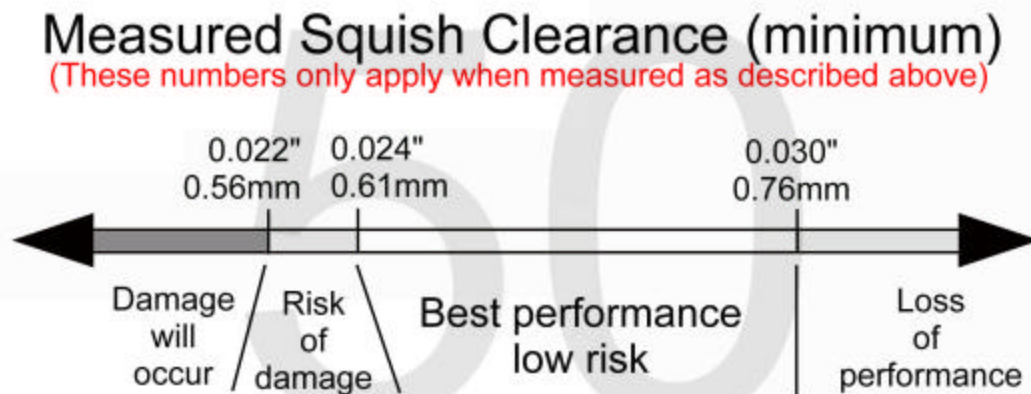 Measured Squish Clearance (minimum)
(These numbers only apply when measured as described above)
0.022" 0.024" 0.030"
0.56mm 0.61mm 0.76mm
Damage will occur
Risk of damage
Best performance low risk
Loss of performance
50